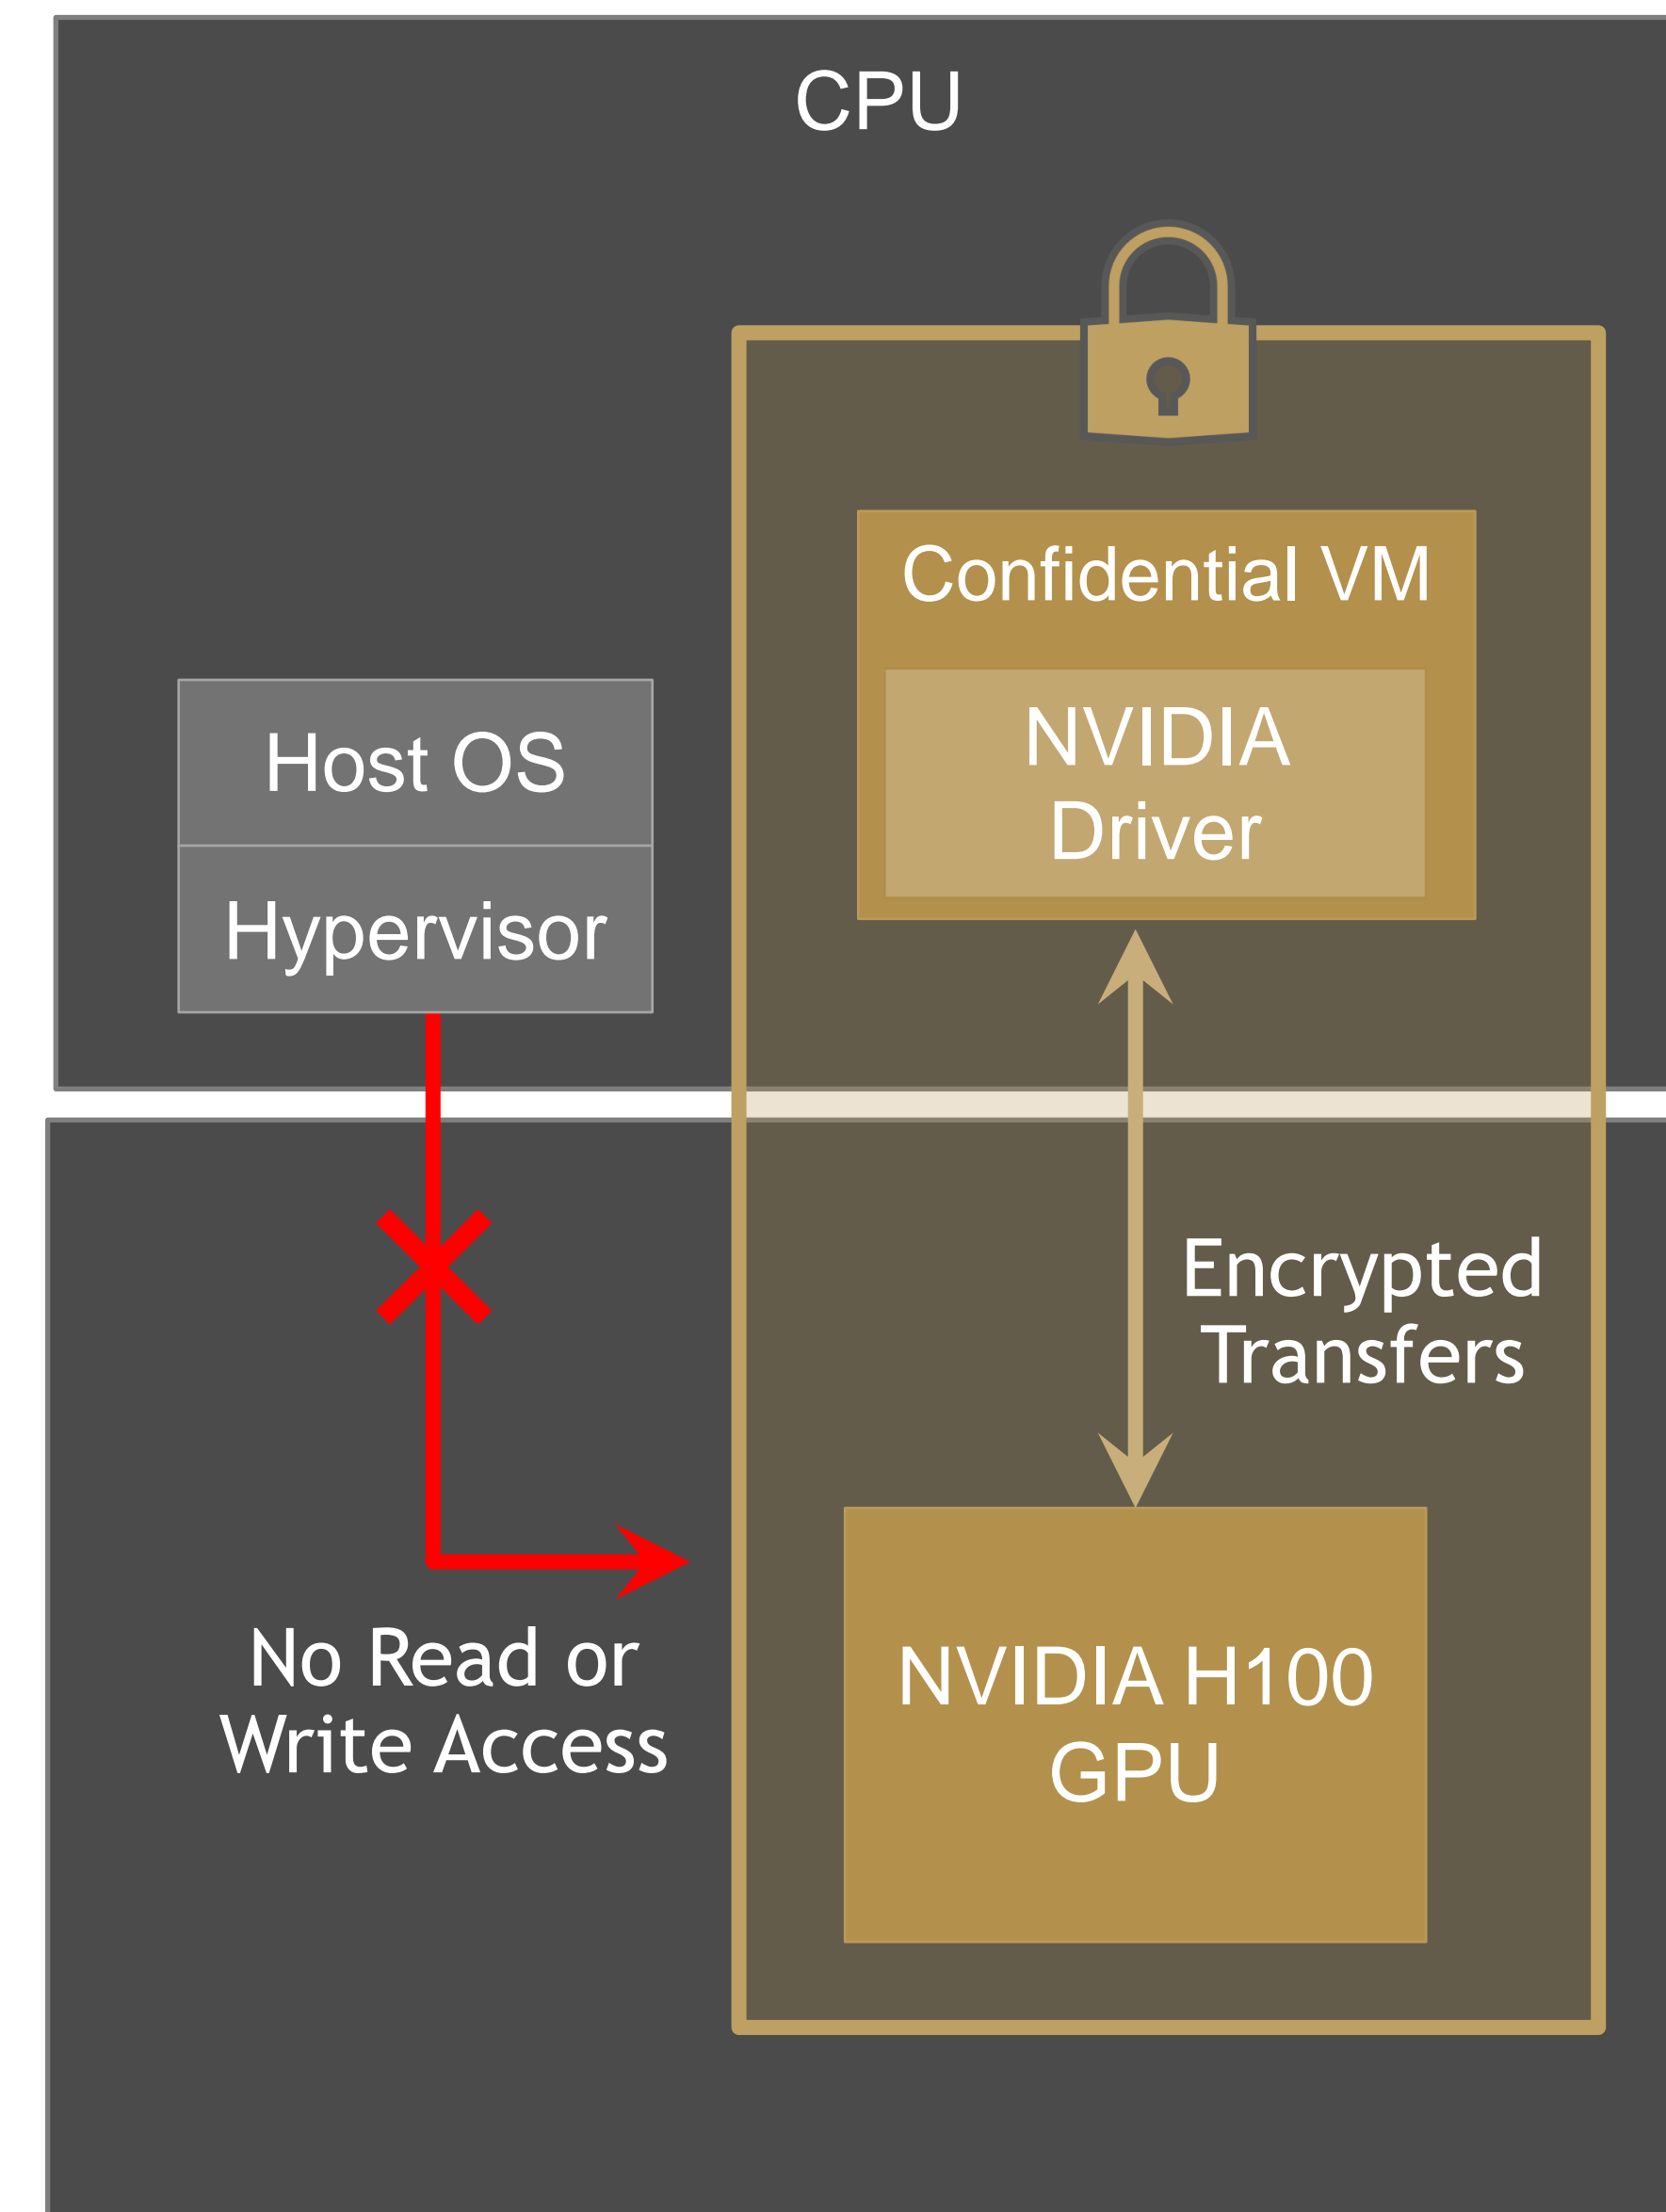 CPU
Confidential VM
NVIDIA
Driver
Host OS
Hypervisor
Encrypted
Transfers
No Read or
Write Access
NVIDIA H100
GPU